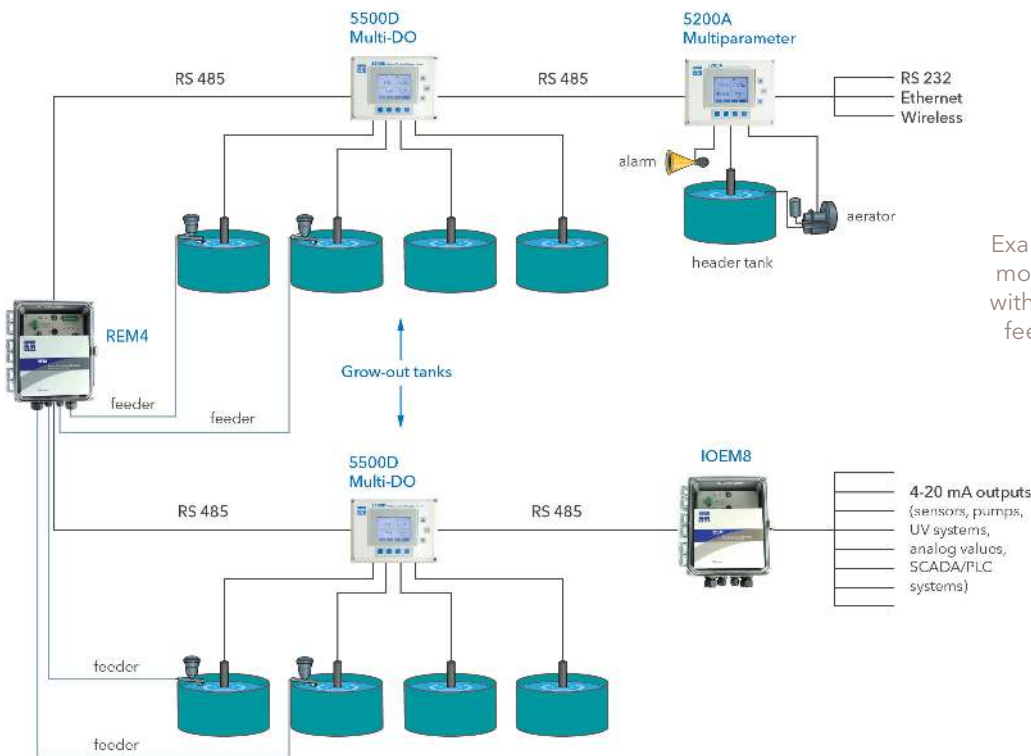 5500D
Multi-DO
5200A
Multiparameter
RS 485
RS 485
RS 232
Ethernet
Wireless
alarm
aerator
header tank
REM4
Grow-out tanks
feeder
feeder
5500D
Multi-DO
IOEM8
RS 485
RS 485
4-20 mA outputs
(sensors, pumps,
UV systems,
analog values,
SCADA/PLC
systems)
feeder
feeder